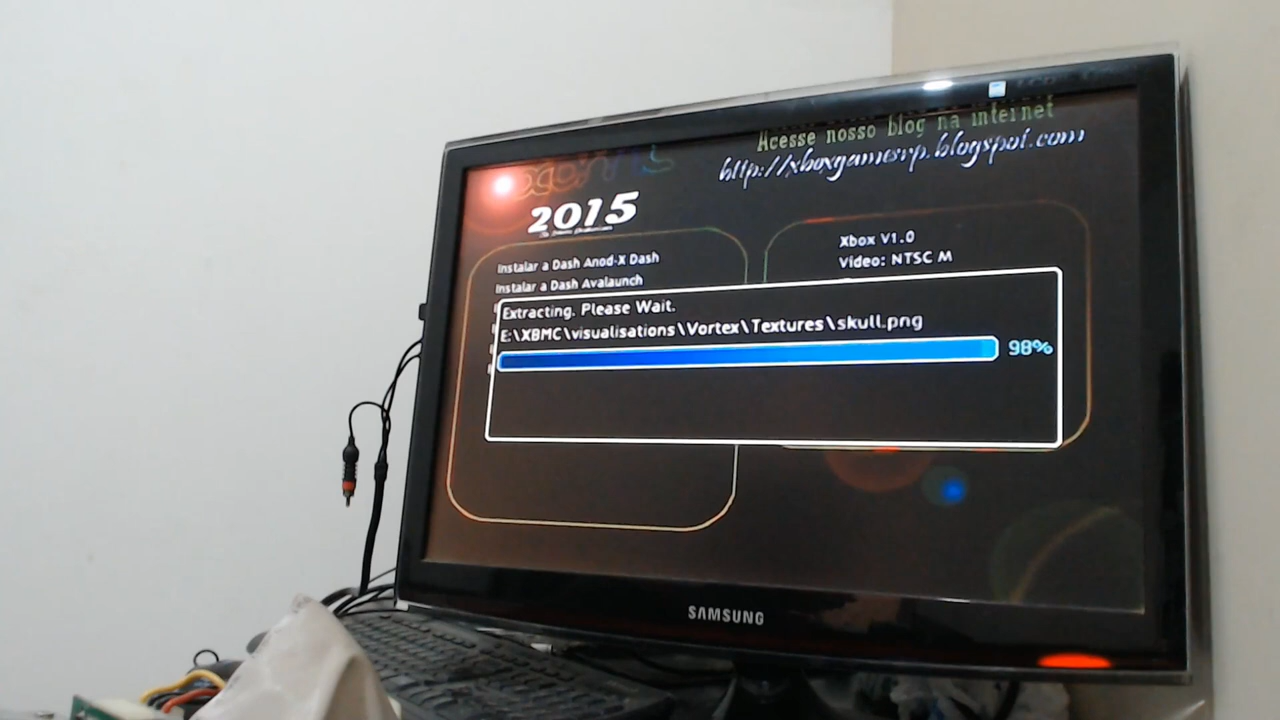 Acesse nosso blog na internet
http://xboxgamesrp.blogspot.com
2015
Instalar a Dash Anod-X Dash
Instalar a Dash Avalaunch
Xbox V1.0
Video: NTSC M
Extracting. Please Wait.
E:\XBMC\visualisations\Vortex\Textures\skull.png
98%
SAMSUNG